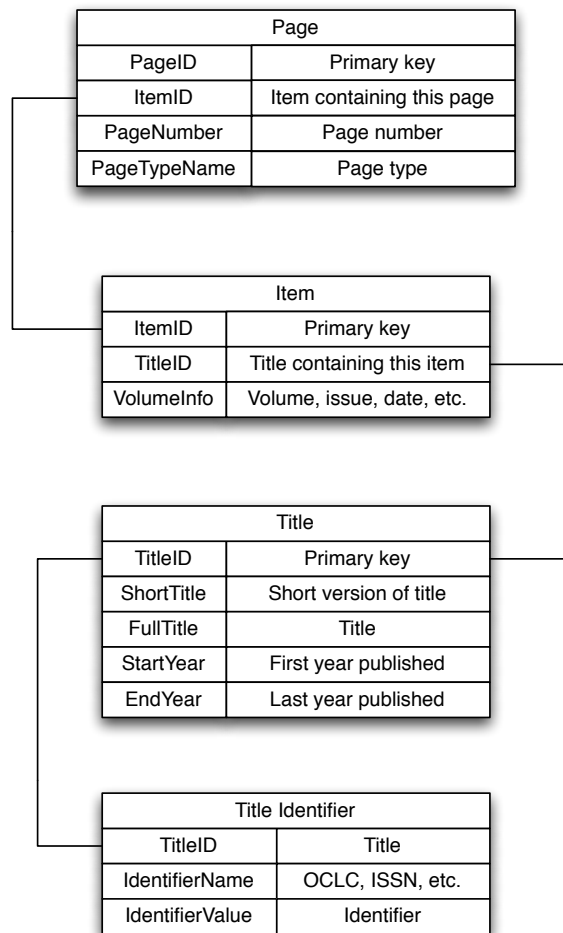 Page
PageID Primary key
ItemID Item containing this page
PageNumber Page number
PageTypeName Page type
Item
ItemID Primary key
TitleID Title containing this item
VolumeInfo Volume, issue, date, etc.
Title
TitleID Primary key
ShortTitle Short version of title
FullTitle Title
StartYear First year published
EndYear Last year published
Title Identifier
TitleID Title
IdentifierName OCLC, ISSN, etc.
IdentifierValue Identifier